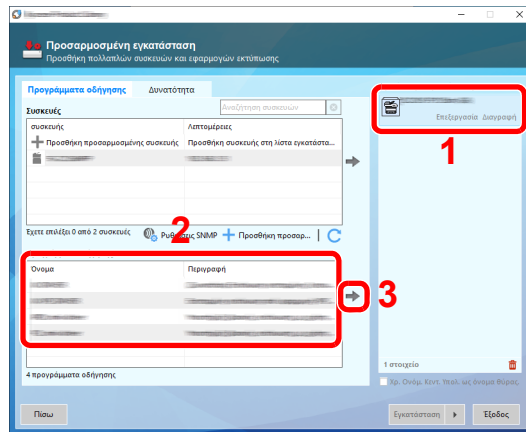 Προσαρμοσμένη εγκατάσταση
Προσθήκη πολλαπλών συσκευών και εφαρμογών εκτύπωσης
Προγράμματα οδήγησης Δυνατότητα
Συσκευές Αναζήτηση συσκευών
συσκευής Λεπτομέρειες
Προσθήκη προσαρμοσμένης συσκευής Προσθήκη συσκευής στη λίστα εγκατάστα...
Επεξεργασία Διαγραφή
1
2
Έχετε επιλέξει 0 από 2 συσκευές Ρυθμίσεις SNMP Προσθήκη προσαρ...
Όνομα Περιγραφή
3
1 στοιχείο
4 προγράμματα οδήγησης
Χρ. Ονόμ. Κεντ. Υπολ. ως όνομα θύρας
Πίσω Εγκατάσταση Έξοδος